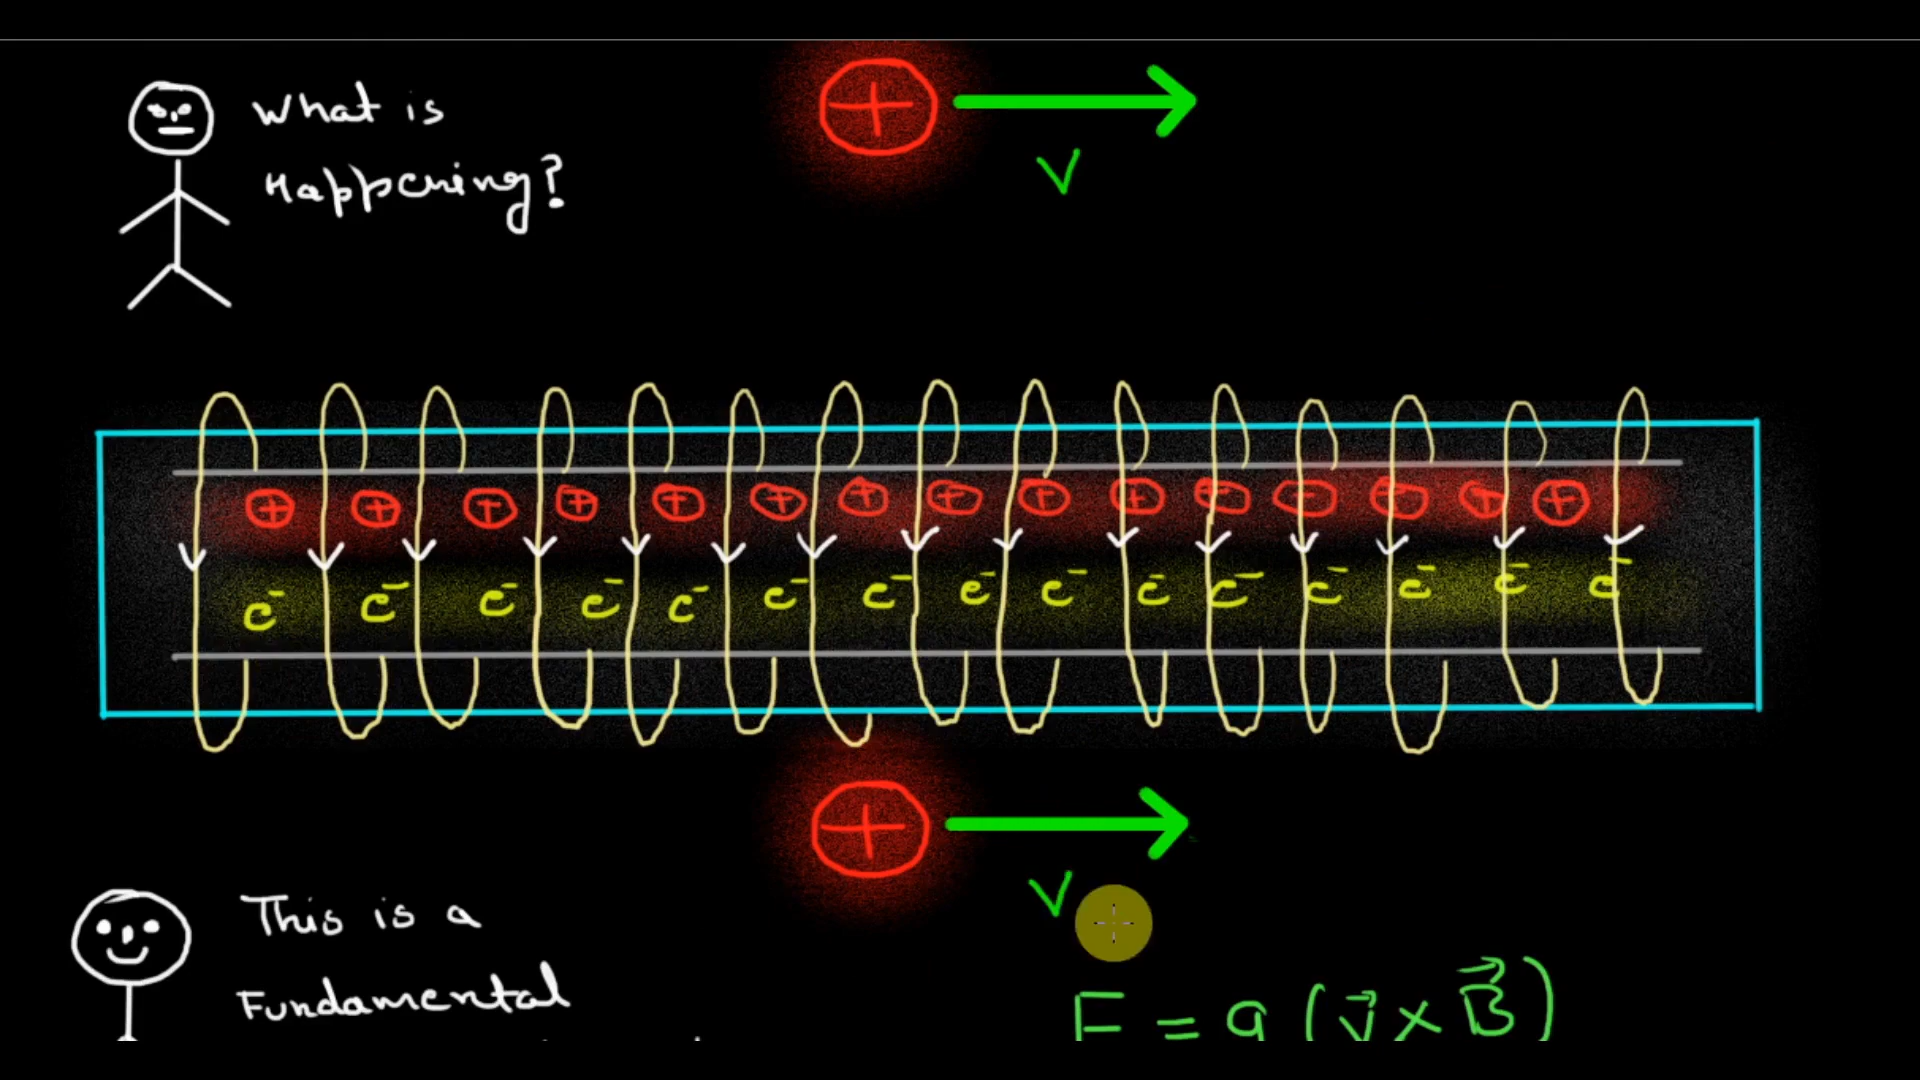 What is
Happening?
+
V
+ + + + + + + + + + + + + + +
e⁻ e⁻ e⁻ e⁻ e⁻ e⁻ e⁻ e⁻ e⁻ e⁻ e⁻ e⁻ e⁻ e⁻ e⁻
+
V
This is a
Fundamental
F = q (v⃗ × B⃗)